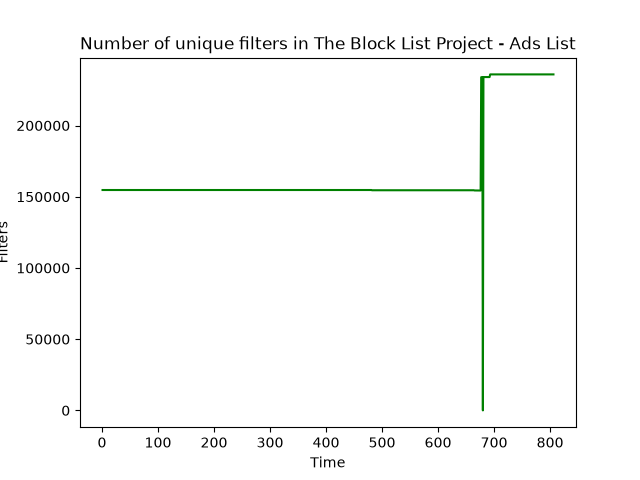 Number of unique filters in The Block List Project - Ads List
200000
150000
100000
50000
0
Filters
0 100 200 300 400 500 600 700 800
Time